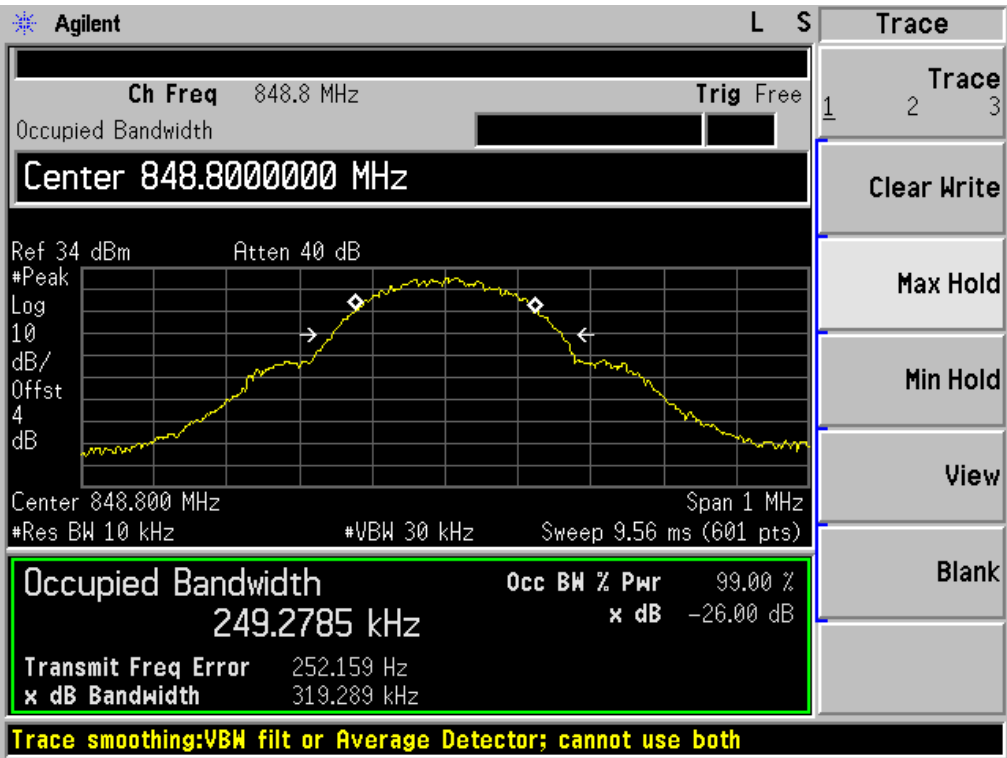 Agilent L S Trace
Ch Freq 848.8 MHz Trig Free
Occupied Bandwidth
Center 848.8000000 MHz
Ref 34 dBm Atten 40 dB
#Peak
Log
10
dB/
Offst
4
dB
Center 848.800 MHz Span 1 MHz
#Res BW 10 kHz #VBW 30 kHz Sweep 9.56 ms (601 pts)
Occupied Bandwidth Occ BW % Pwr 99.00 %
249.2785 kHz x dB -26.00 dB
Transmit Freq Error 252.159 Hz
x dB Bandwidth 319.289 kHz
Trace smoothing:VBW filt or Average Detector; cannot use both
Trace
1 2 3
Clear Write
Max Hold
Min Hold
View
Blank